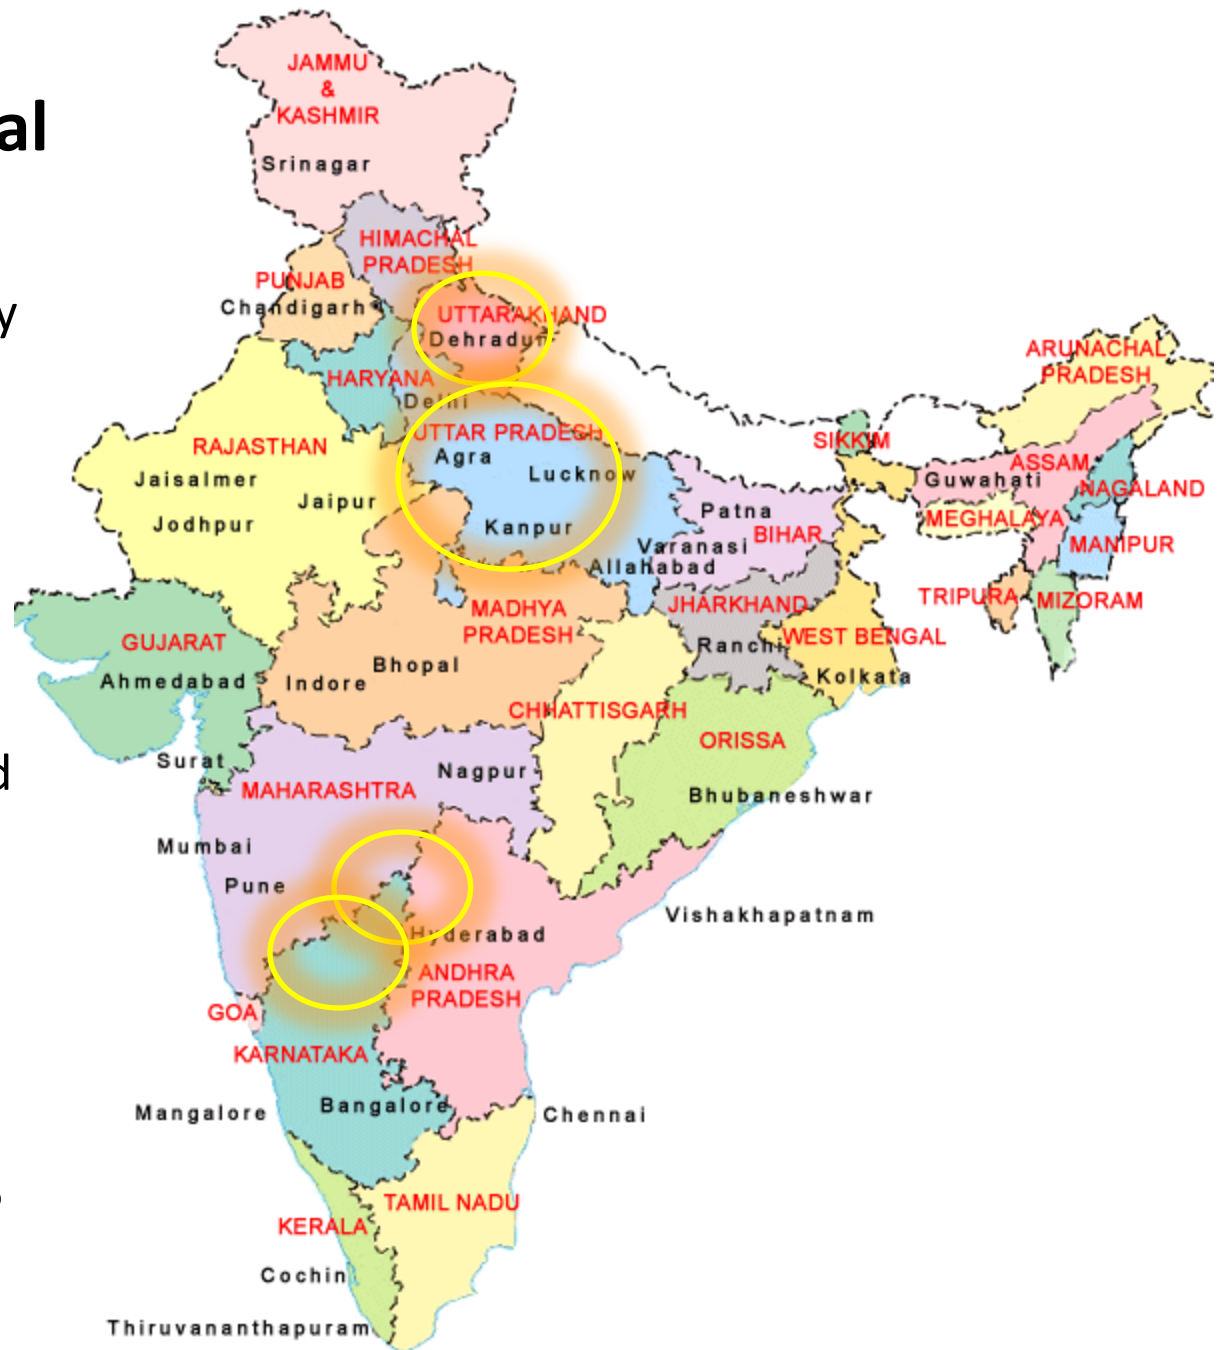 JAMMU
&
KASHMIR
al
Srinagar
HIMACHAL
PRADESH
PUNJAB
Chandigarh
y
UTTARAKHAND
Dehradun
HARYANA
Delhi
ARUNACHAL
PRADESH
UTTAR PRADESH
SIKKIM
RAJASTHAN
Agra
Lucknow
ASSAM
Jaisalmer
Guwahati
NAGALAND
Jaipur
Patna
MEGHALAYA
Jodhpur
Kanpur
BIHAR
MANIPUR
Varanasi
Allahabad
TRIPURA
MIZORAM
MADHYA
PRADESH
JHARKHAND
GUJARAT
WEST BENGAL
Ranchi
Bhopal
Ahmedabad
Indore
Kolkata
CHHATTISGARH
ORISSA
Surat
d
Nagpur
MAHARASHTRA
Bhubaneshwar
Mumbai
Pune
Vishakhapatnam
Hyderabad
ANDHRA
PRADESH
GOA
KARNATAKA
Bangalore
Mangalore
Chennai
TAMIL NADU
KERALA
Cochin
Thiruvananthapuram